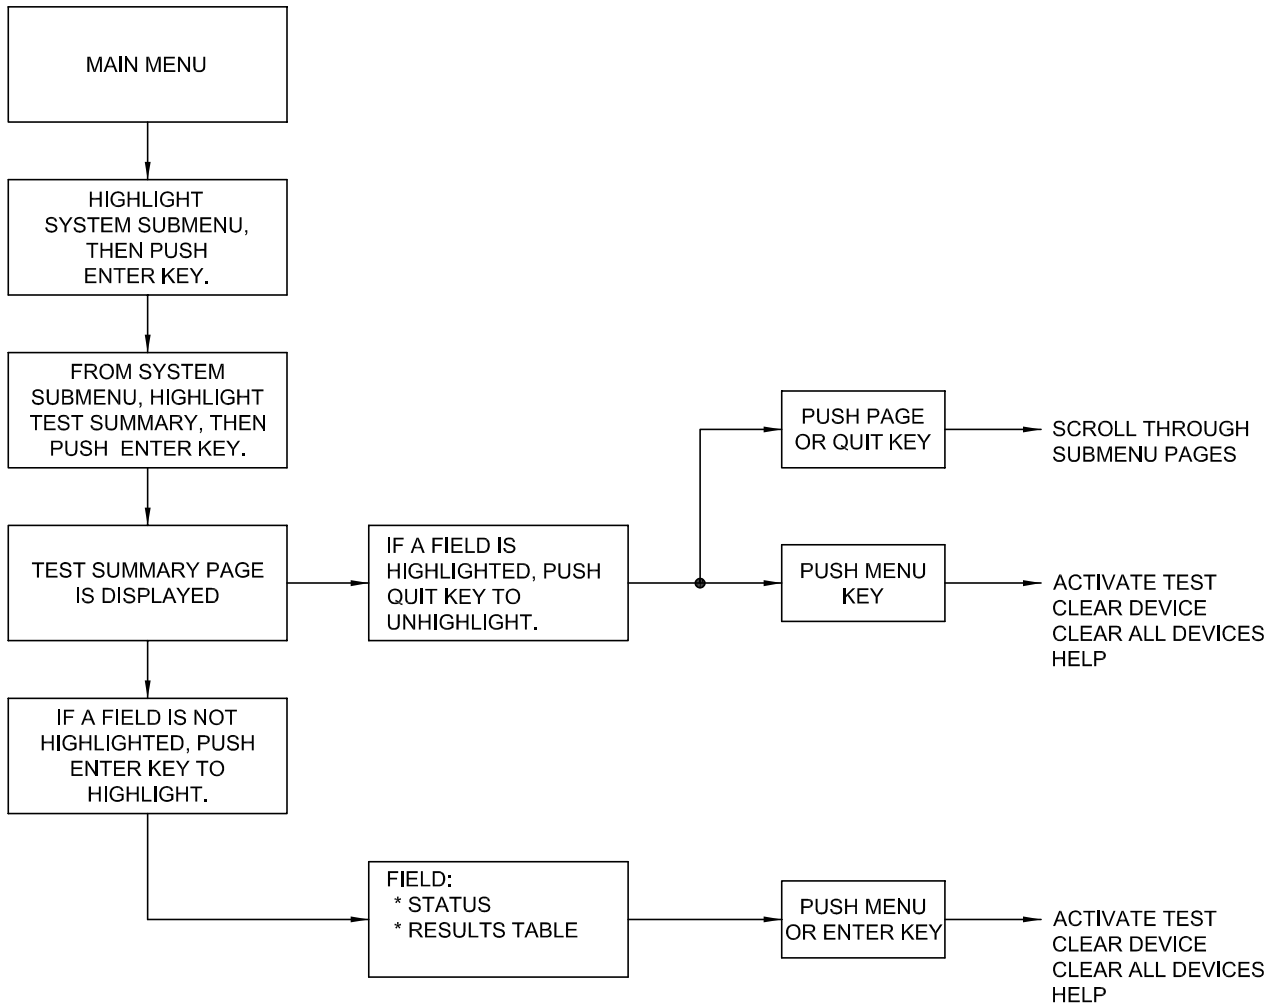 MAIN MENU
HIGHLIGHT
SYSTEM SUBMENU,
THEN PUSH
ENTER KEY.
FROM SYSTEM
SUBMENU, HIGHLIGHT
TEST SUMMARY, THEN
PUSH ENTER KEY.
PUSH PAGE
OR QUIT KEY
SCROLL THROUGH
SUBMENU PAGES
TEST SUMMARY PAGE
IS DISPLAYED
IF A FIELD IS
HIGHLIGHTED, PUSH
QUIT KEY TO
UNHIGHLIGHT.
PUSH MENU
KEY
ACTIVATE TEST
CLEAR DEVICE
CLEAR ALL DEVICES
HELP
IF A FIELD IS NOT
HIGHLIGHTED, PUSH
ENTER KEY TO
HIGHLIGHT.
FIELD:
* STATUS
* RESULTS TABLE
PUSH MENU
OR ENTER KEY
ACTIVATE TEST
CLEAR DEVICE
CLEAR ALL DEVICES
HELP